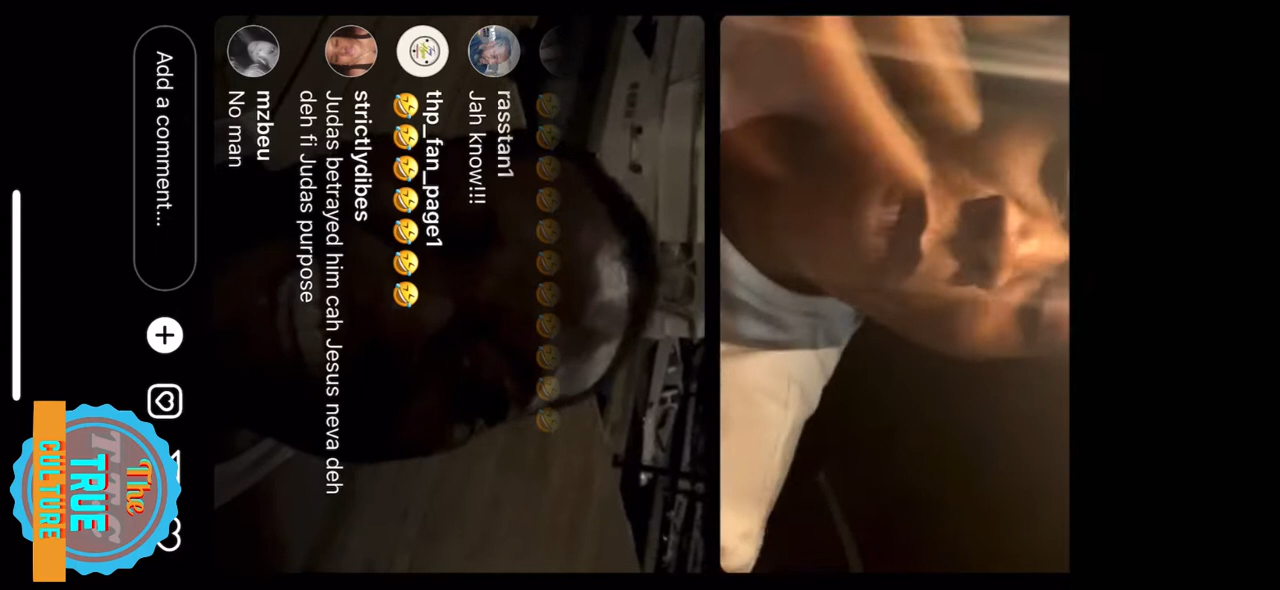 🤣🤣🤣🤣🤣🤣🤣🤣🤣🤣🤣
rasstan1
Jah know!!!
thp_fan_page1
🤣🤣🤣🤣🤣🤣🤣
strictlydibes
Judas betrayed him cah Jesus neva deh
deh fi Judas purpose
mzbeu
No man
Add a comment...
The
TRUE
CULTURE